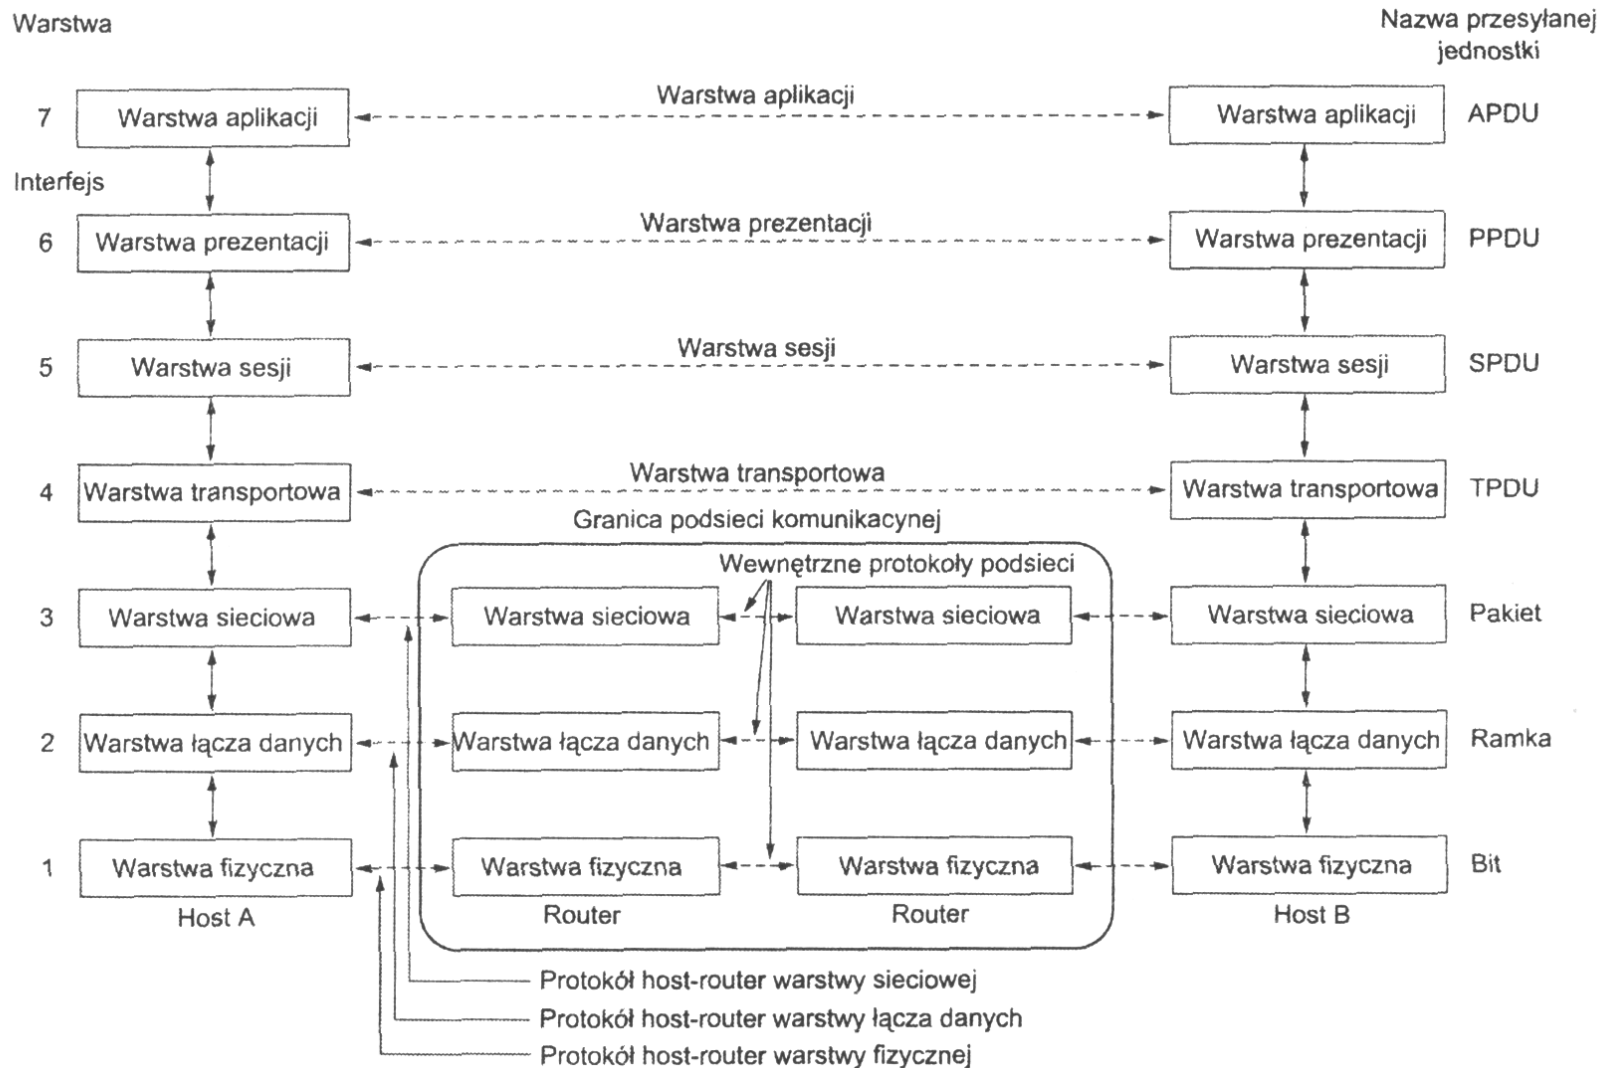 Warstwa
Nazwa przesyłanej
jednostki
7
Warstwa aplikacji
Warstwa aplikacji
Warstwa aplikacji
APDU
Interfejs
6
Warstwa prezentacji
Warstwa prezentacji
Warstwa prezentacji
PPDU
5
Warstwa sesji
Warstwa sesji
Warstwa sesji
SPDU
4
Warstwa transportowa
Warstwa transportowa
Warstwa transportowa
TPDU
Granica podsieci komunikacynej
Wewnętrzne protokoły podsieci
3
Warstwa sieciowa
Warstwa sieciowa
Warstwa sieciowa
Warstwa sieciowa
Pakiet
2
Warstwa łącza danych
Warstwa łącza danych
Warstwa łącza danych
Warstwa łącza danych
Ramka
1
Warstwa fizyczna
Warstwa fizyczna
Warstwa fizyczna
Warstwa fizyczna
Bit
Host A
Router
Router
Host B
Protokół host-router warstwy sieciowej
Protokół host-router warstwy łącza danych
Protokół host-router warstwy fizycznej